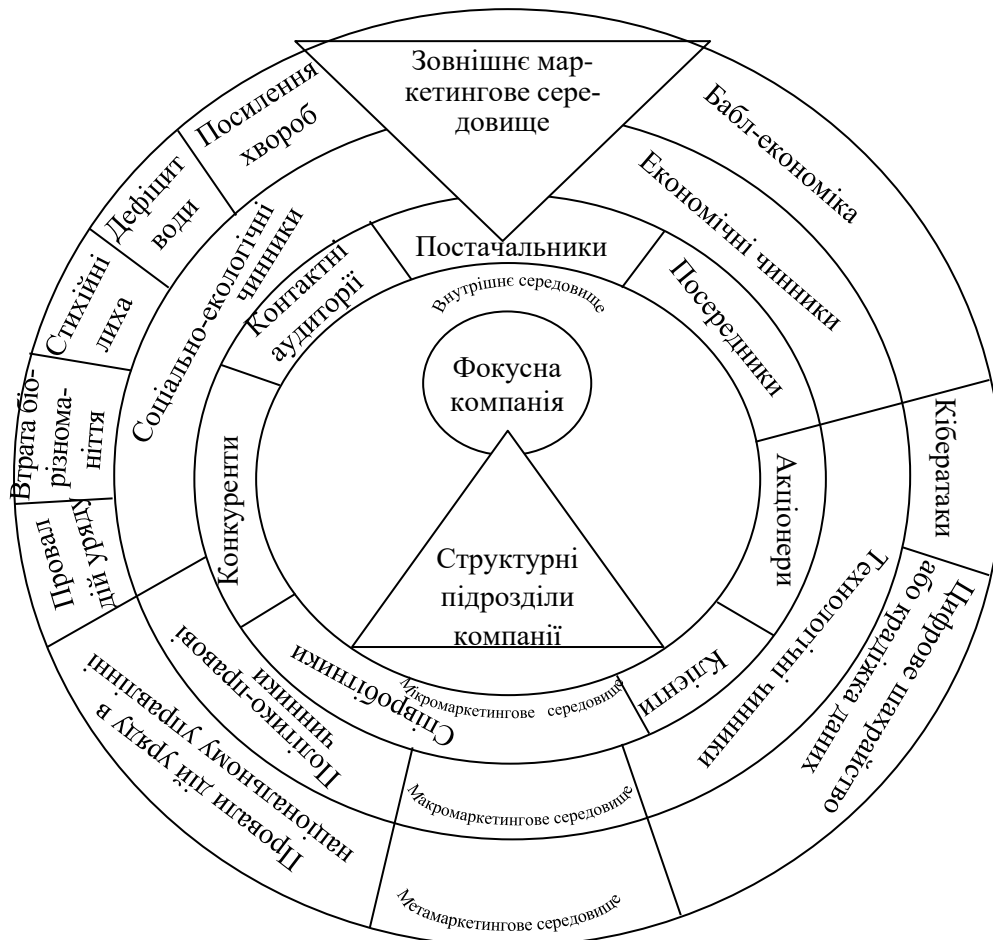 Зовнішнє мар-
кетингове сере-
довище
Посилення
хвороб
Дефіцит
води
Стихійні
лиха
Втрата біо-
різнома-
ніття
Провал
дій уряду
Провали дій уряду в
національному управлінні
Метамаркетингове середовище
Цифрове шахрайство
або крадіжка даних
Кібератаки
Бабл-економіка
Економічні чинники
Соціально-екологічні
чинники
Політико-правові
чинники
Макромаркетингове середовище
Технологічні чинники
Постачальники
Посередники
Акціонери
Клієнти
Мікромаркетингове середовище
Співробітники
Конкуренти
Контактні
аудиторії
Внутрішнє середовище
Фокусна
компанія
Структурні
підрозділи
компанії